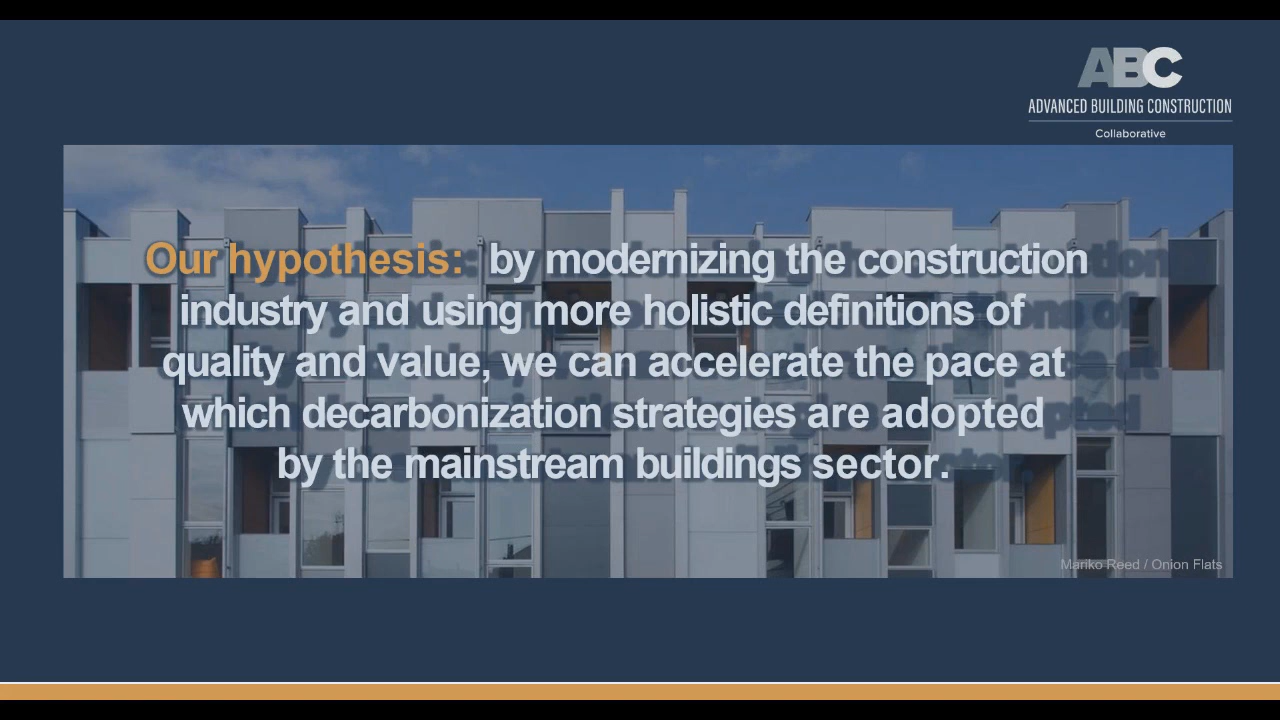 ABC
ADVANCED BUILDING CONSTRUCTION
Collaborative
Our hypothesis: by modernizing the construction
industry and using more holistic definitions of
quality and value, we can accelerate the pace at
which decarbonization strategies are adopted
by the mainstream buildings sector.
Mariko Reed / Onion Flats